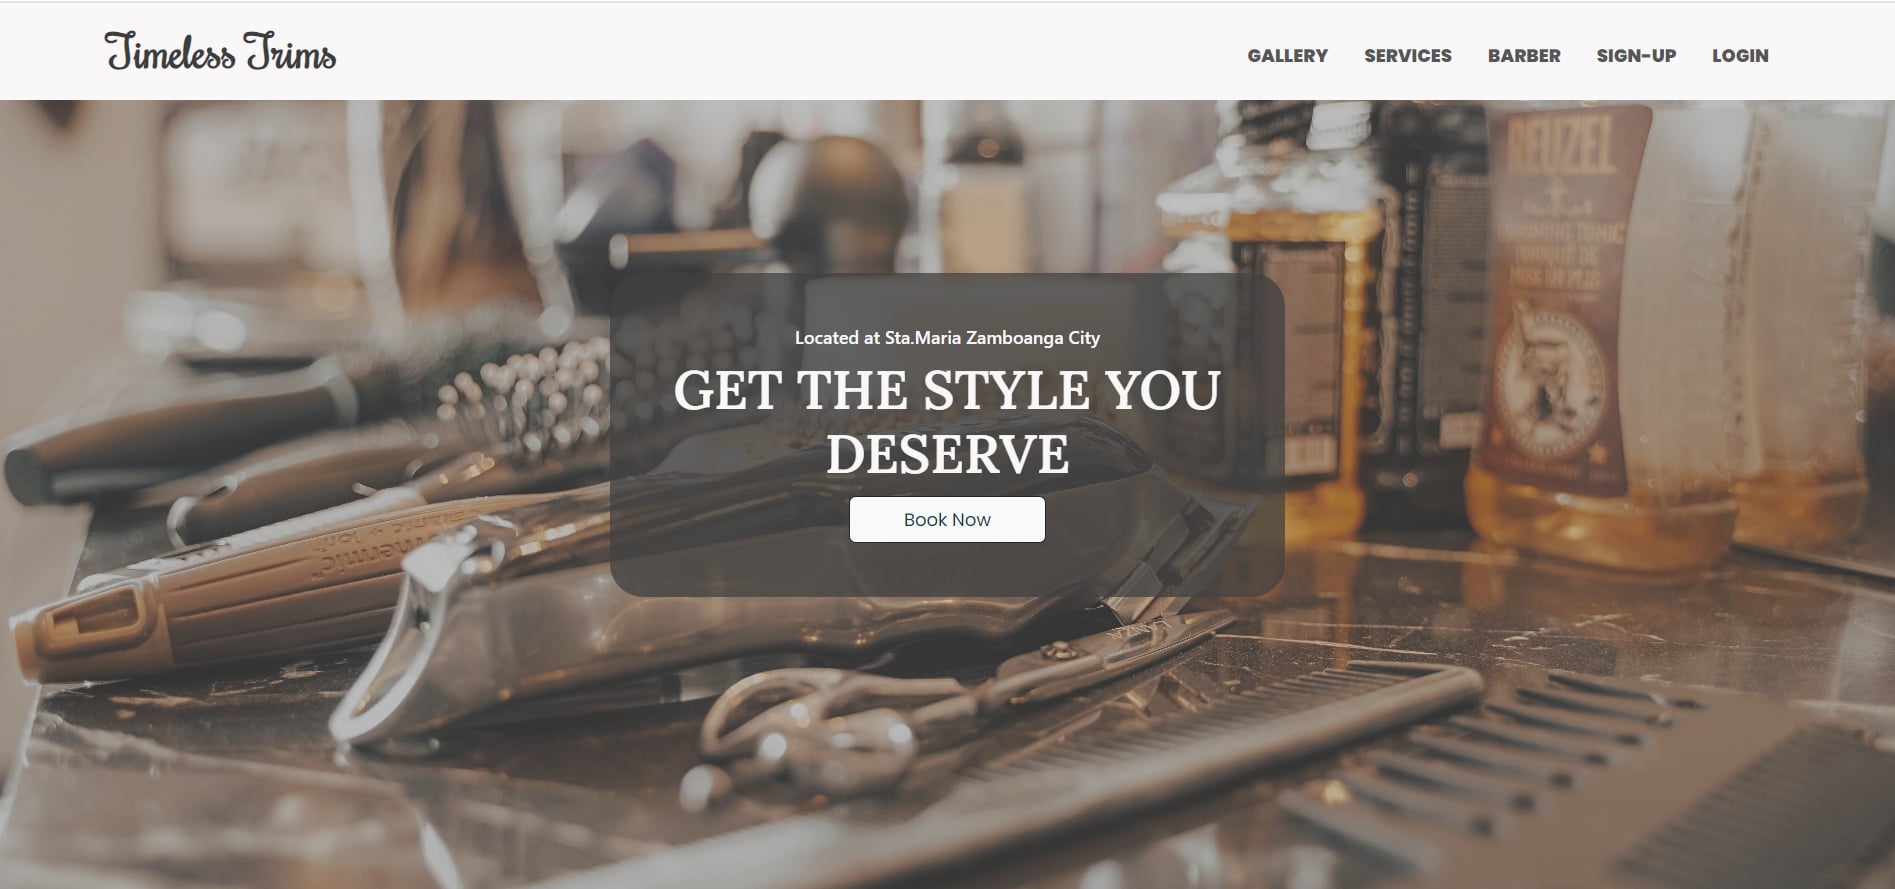 Timeless Trims
GALLERY SERVICES BARBER SIGN-UP LOGIN
REUZEL
GROOMING TONIC
TONIQUE DE
MISE EN PLIS
Located at Sta.Maria Zamboanga City
GET THE STYLE YOU
DESERVE
Book Now